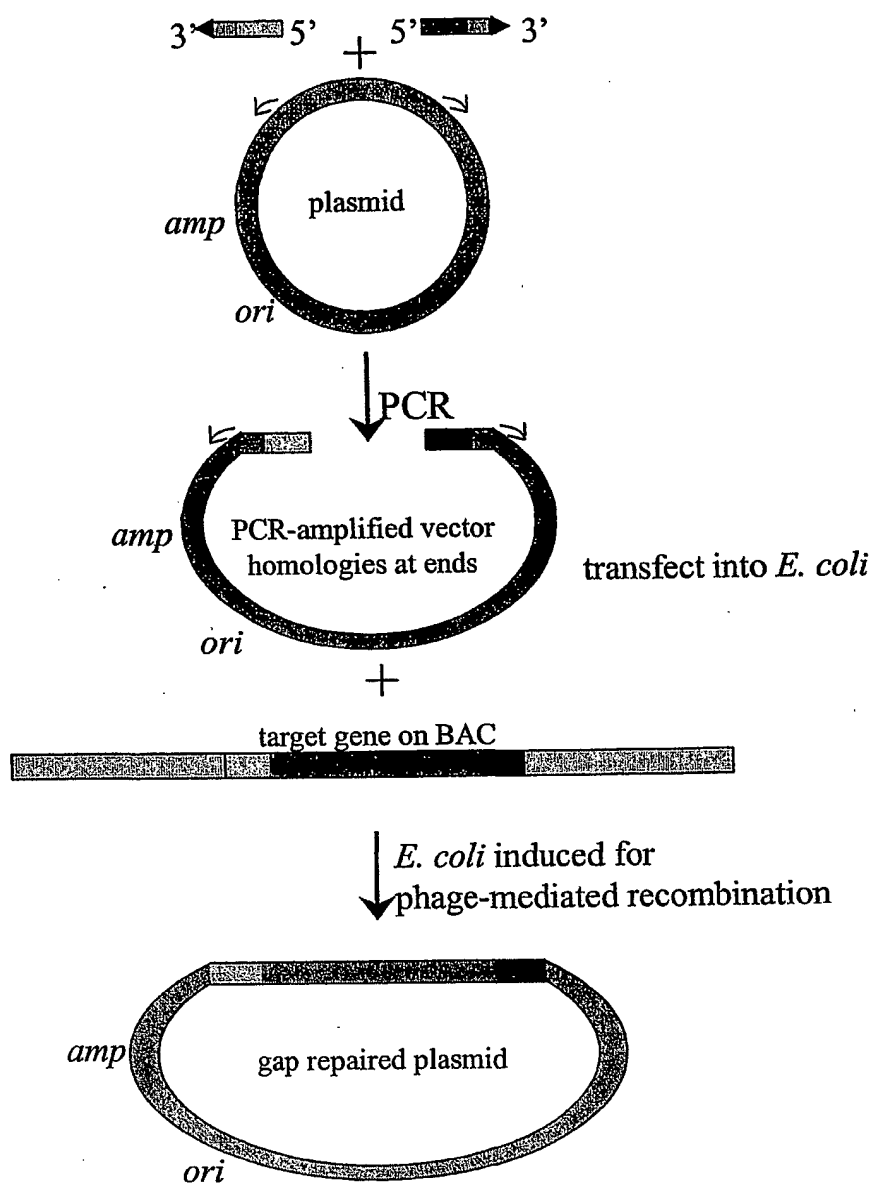 3' 5' + 5' 3'
plasmid
amp
ori
PCR
amp
PCR-amplified vector
homologies at ends
transfect into E. coli
ori
+
target gene on BAC
E. coli induced for
phage-mediated recombination
amp
gap repaired plasmid
ori